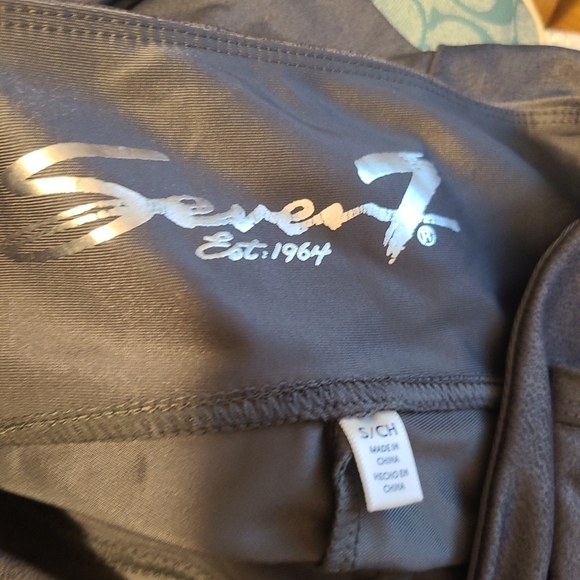 Seven7®
Est: 1964
S/CH
MADE IN
CHINA
HECHO EN
CHINA